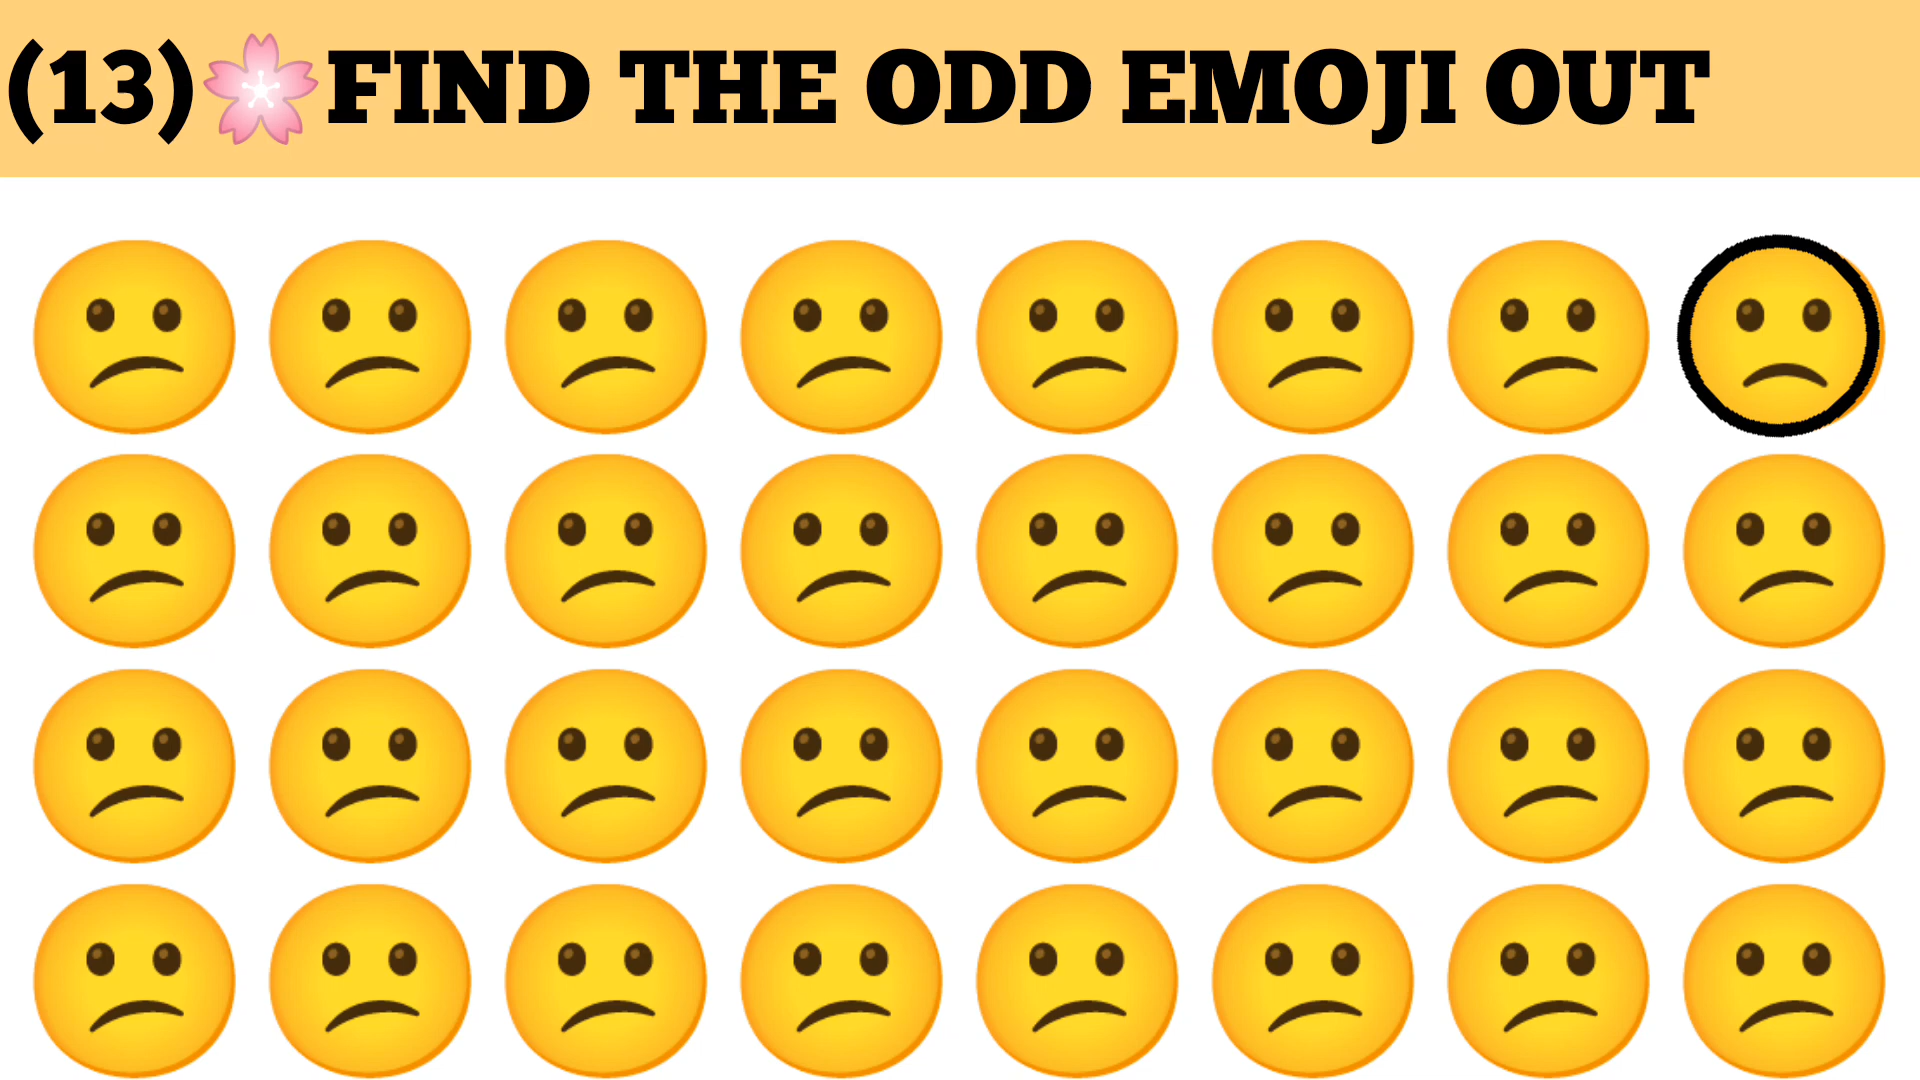 (13)🌸FIND THE ODD EMOJI OUT